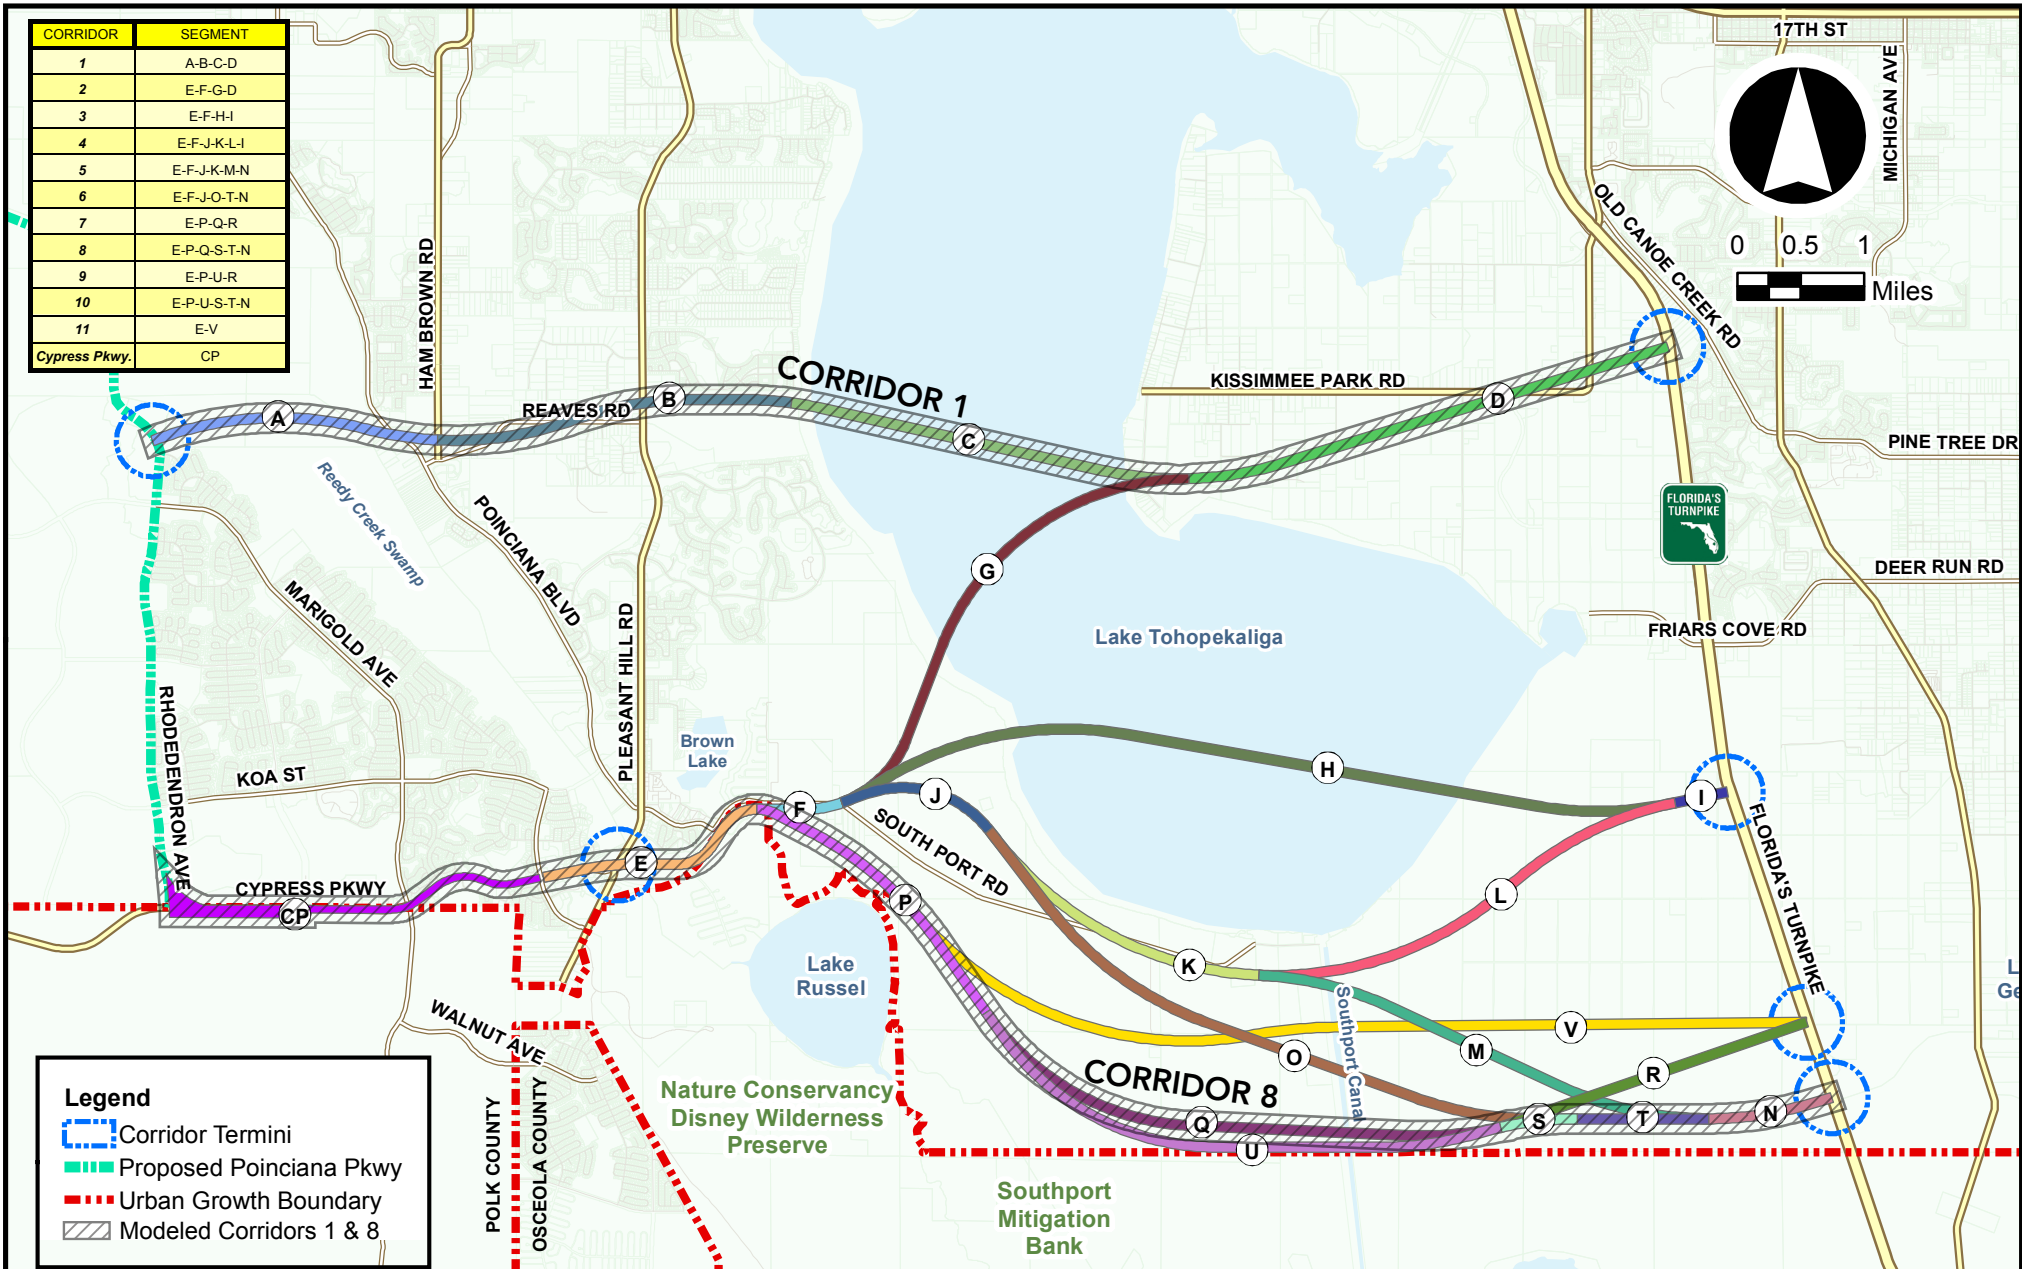 CORRIDOR SEGMENT
1 A-B-C-D
2 E-F-G-D
3 E-F-H-I
4 E-F-J-K-L-I
5 E-F-J-K-M-N
6 E-F-J-O-T-N
7 E-P-Q-R
8 E-P-Q-S-T-N
9 E-P-U-R
10 E-P-U-S-T-N
11 E-V
Cypress Pkwy. CP
17TH ST
MICHIGAN AVE
OLD CANOE CREEK RD
0 0.5 1
Miles
HAM BROWN RD
CORRIDOR 1
KISSIMMEE PARK RD
REAVES RD
A
B
C
D
PINE TREE DR
Reedy Creek Swamp
POINCIANA BLVD
FLORIDA'S
TURNPIKE
DEER RUN RD
G
MARIGOLD AVE
PLEASANT HILL RD
Lake Tohopekaliga
FRIARS COVE RD
RHODEDENDRON AVE
Brown
Lake
KOA ST
H
J
I
F
SOUTH PORT RD
FLORIDA'S TURNPIKE
E
CYPRESS PKWY
CP
P
L
K
Lake
Russel
L
Ge
Southport Canal
WALNUT AVE
V
M
O
R
CORRIDOR 8
Nature Conservancy
Disney Wilderness
Preserve
Q
S
T
N
U
POLK COUNTY
OSCEOLA COUNTY
Southport
Mitigation
Bank
Legend
Corridor Termini
Proposed Poinciana Pkwy
Urban Growth Boundary
Modeled Corridors 1 & 8